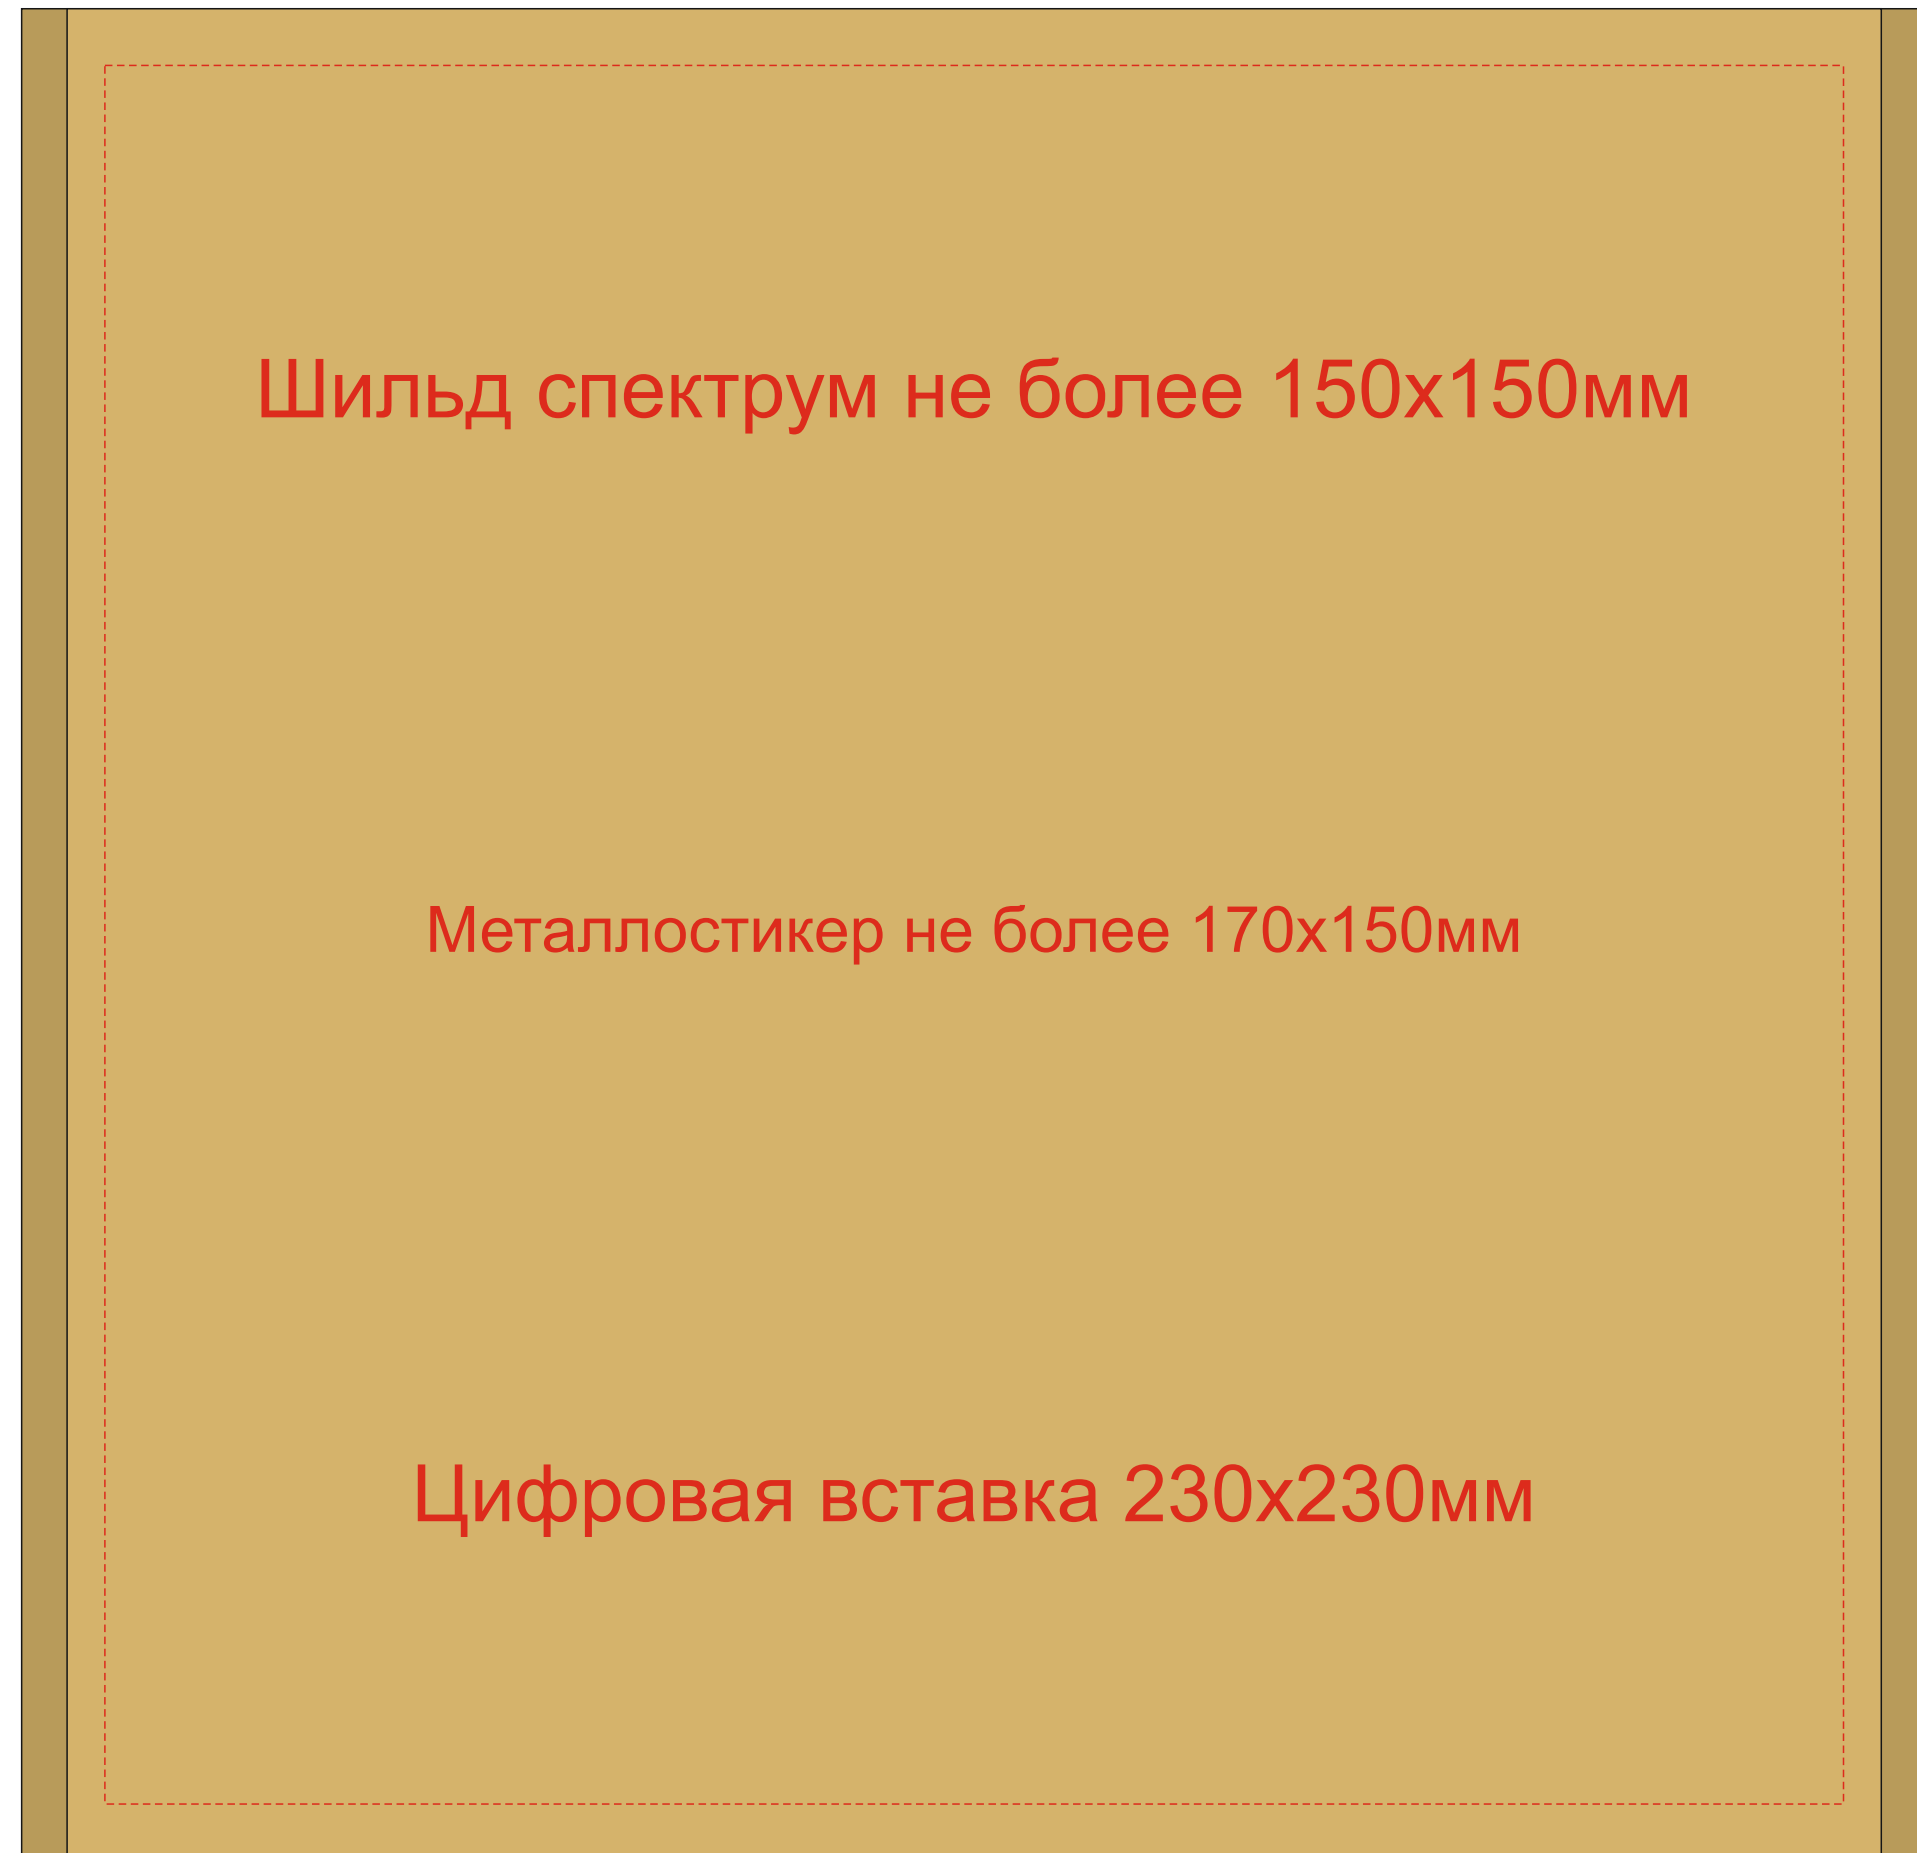 Шильд спектрум не более 150х150мм
Металлостикер не более 170х150мм
Цифровая вставка 230х230мм